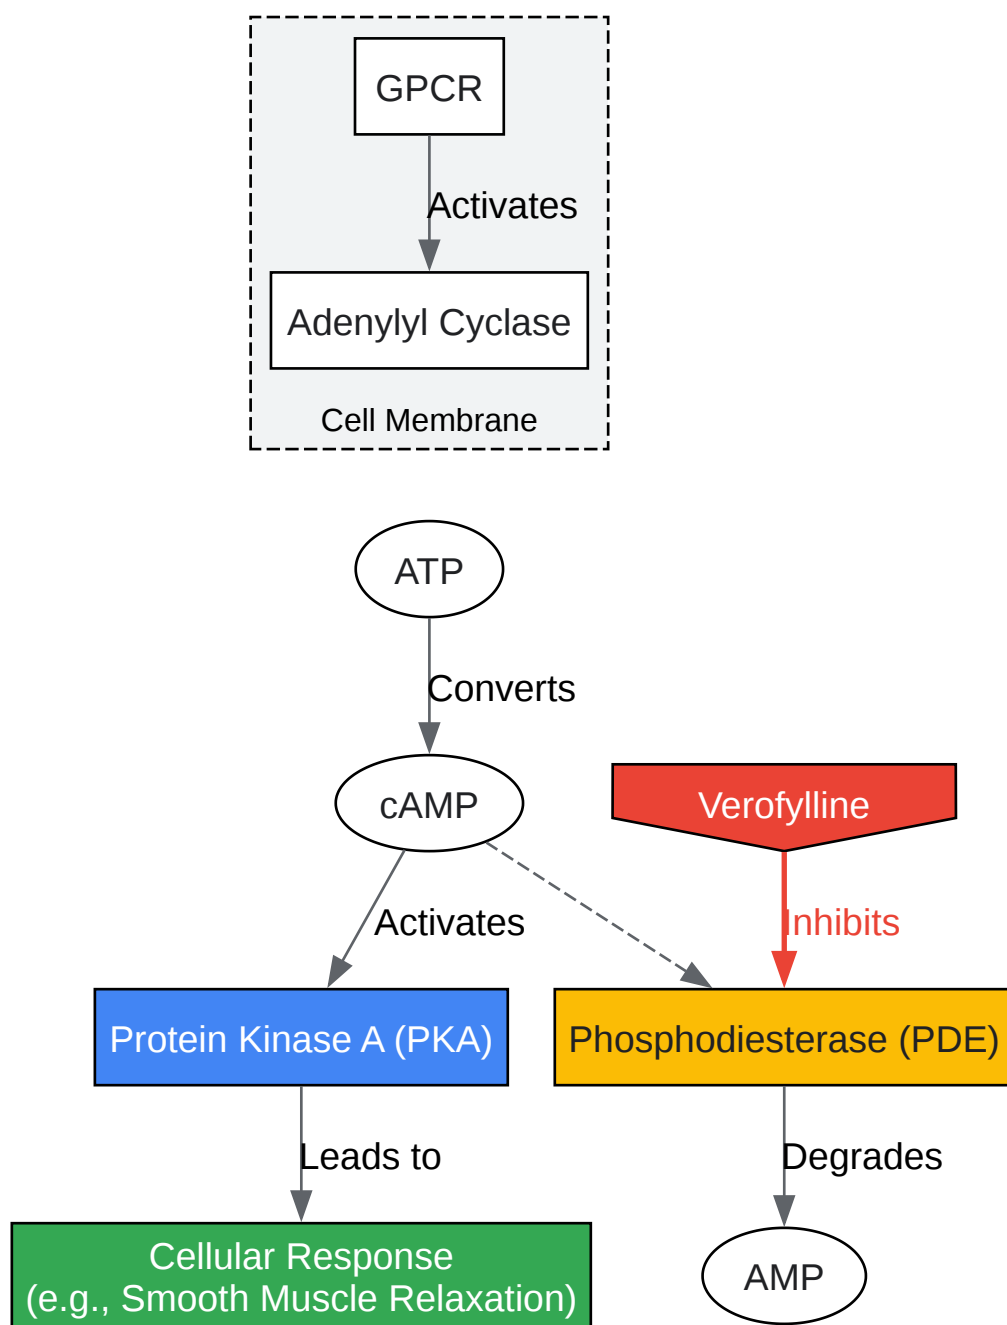 GPCR
Activates
Adenylyl Cyclase
Cell Membrane
ATP
Converts
cAMP
Verofylline
Activates
Inhibits
Protein Kinase A (PKA)
Phosphodiesterase (PDE)
Leads to
Degrades
Cellular Response
(e.g., Smooth Muscle Relaxation)
AMP